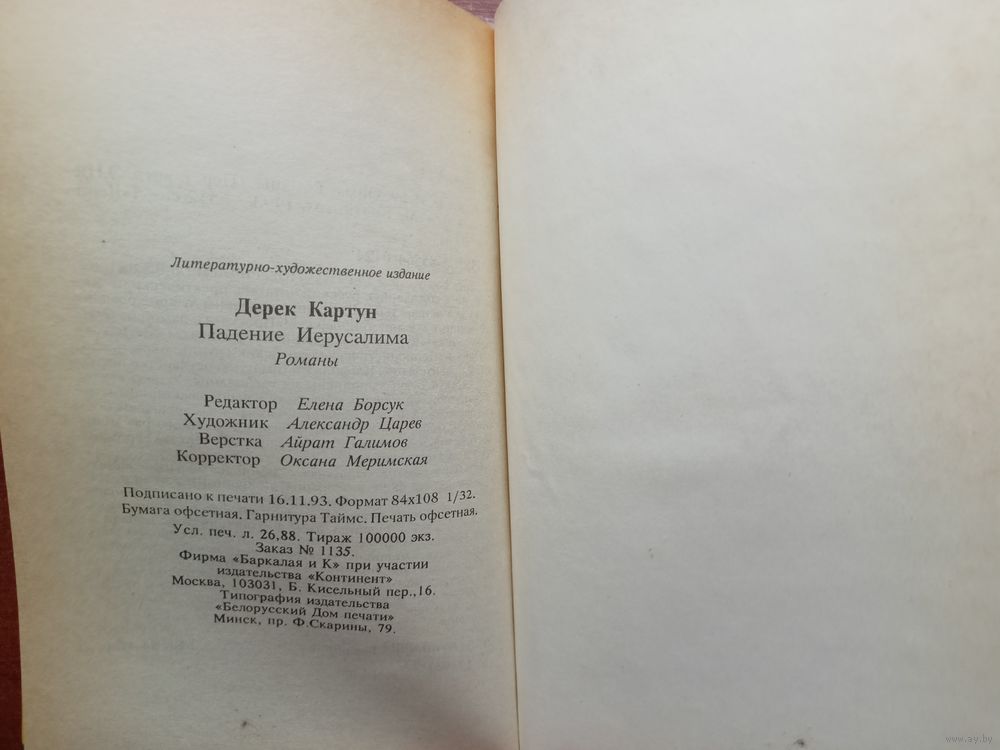 Литературно-художественное издание
Дерек Картун
Падение Иерусалима
Романы
Редактор Елена Борсук
Художник Александр Царев
Верстка Айрат Галимов
Корректор Оксана Меримская
Подписано к печати 16.11.93. Формат 84х108 1/32.
Бумага офсетная. Гарнитура Таймс. Печать офсетная.
Усл. печ. л. 26,88. Тираж 100000 экз.
Заказ № 1135.
Фирма «Баркалая и К» при участии
издательства «Континент»
Москва, 103031, Б. Кисельный пер.,16.
Типография издательства
«Белорусский Дом печати»
Минск, пр. Ф.Скарины, 79.
www.ay.by